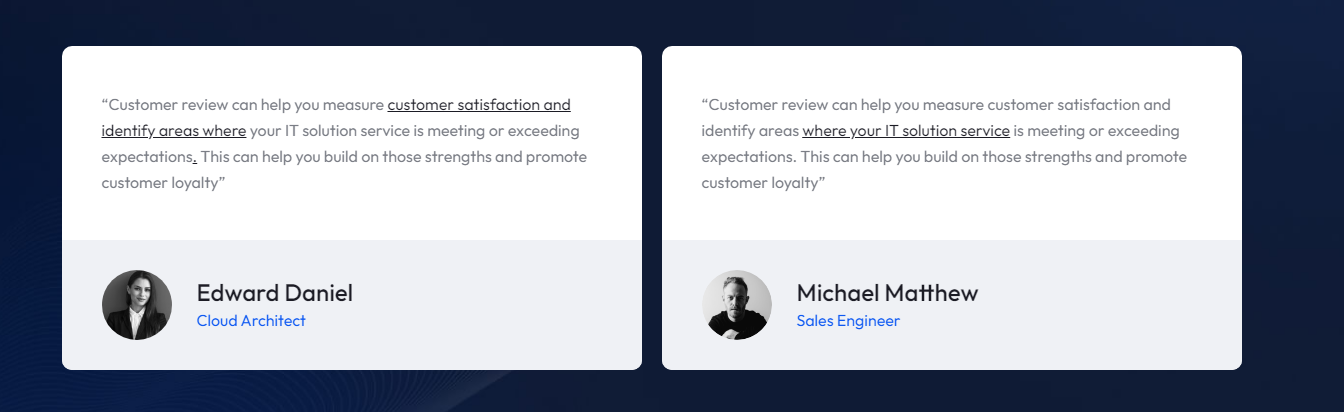 “Customer review can help you measure customer satisfaction and
identify areas where your IT solution service is meeting or exceeding
expectations. This can help you build on those strengths and promote
customer loyalty”
Edward Daniel
Cloud Architect
“Customer review can help you measure customer satisfaction and
identify areas where your IT solution service is meeting or exceeding
expectations. This can help you build on those strengths and promote
customer loyalty”
Michael Matthew
Sales Engineer